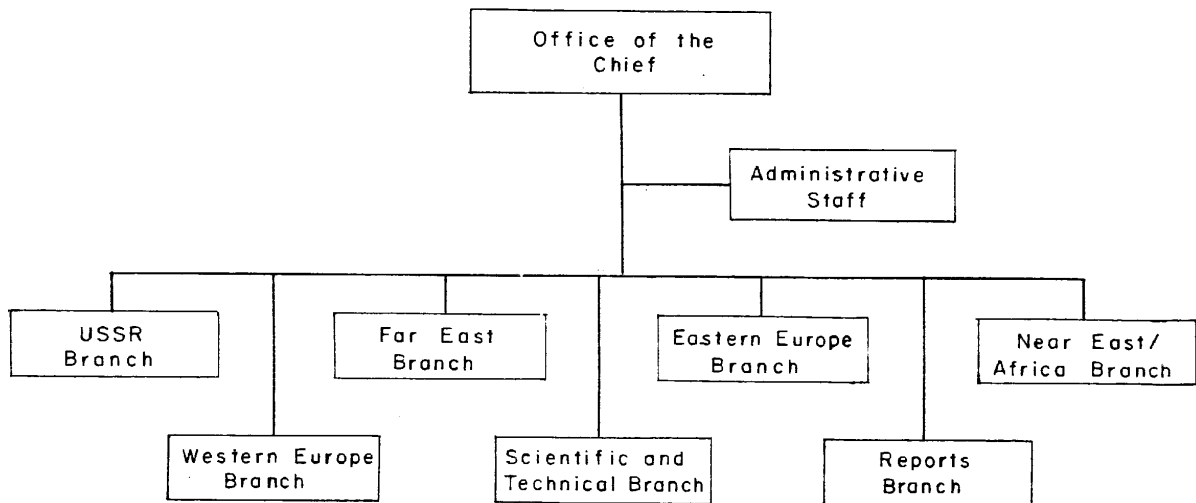 Office of the
Chief
Administrative
Staff
USSR
Branch
Far East
Branch
Eastern Europe
Branch
Near East/
Africa Branch
Western Europe
Branch
Scientific and
Technical Branch
Reports
Branch